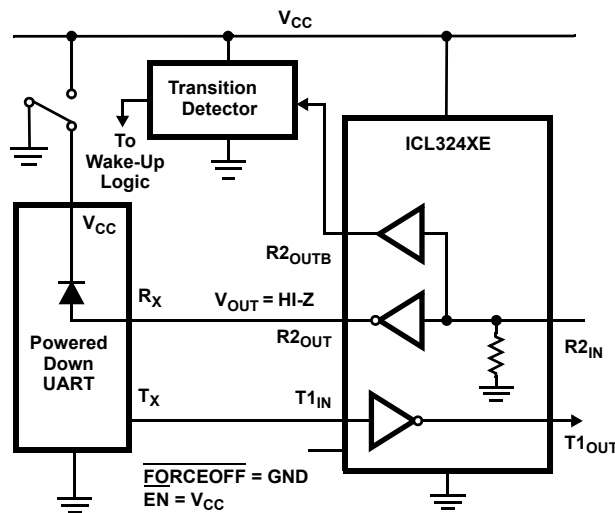 VCC
Transition
Detector
To
Wake-Up
Logic
ICL324XE
VCC
R2OUTB
RX
VOUT = HI-Z
R2OUT
R2IN
Powered
Down
UART
TX
T1IN
T1OUT
FORCEOFF = GND
EN = VCC